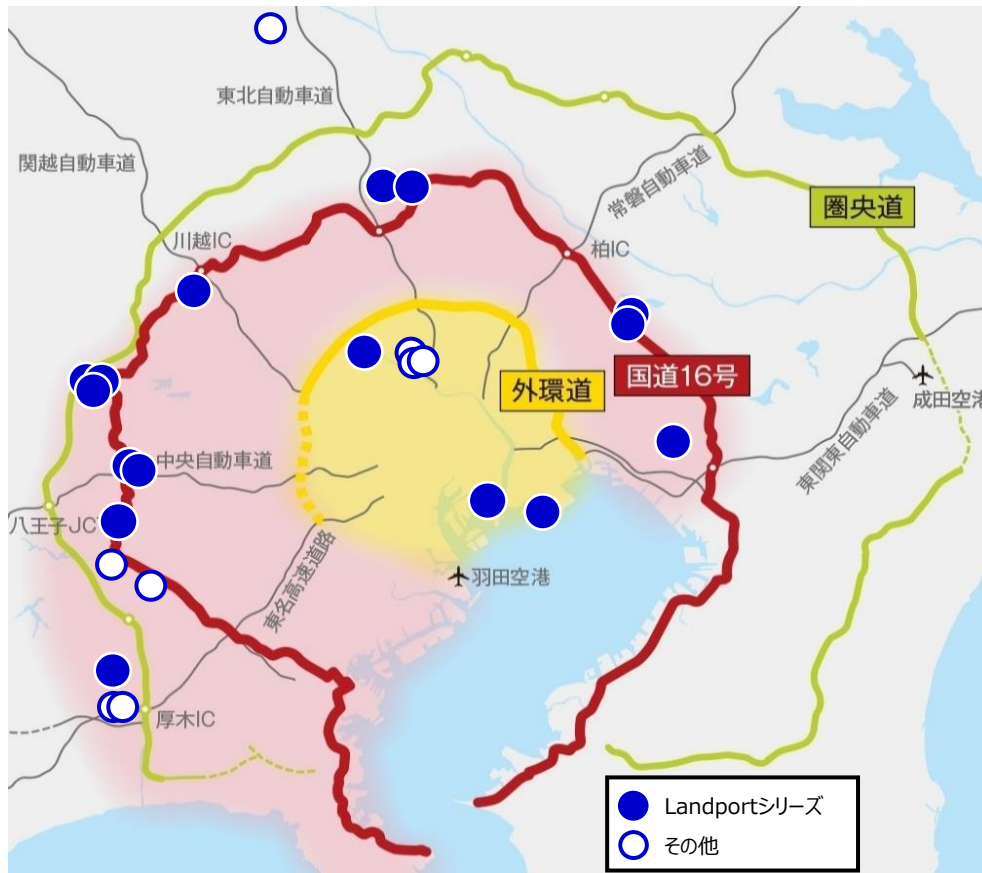 東北自動車道
関越自動車道
常磐自動車道
圏央道
川越IC
柏IC
国道16号
外環道
成田空港
中央自動車道
東関東自動車道
八王子JCT
東名高速道路
羽田空港
厚木IC
Landportシリーズ
その他